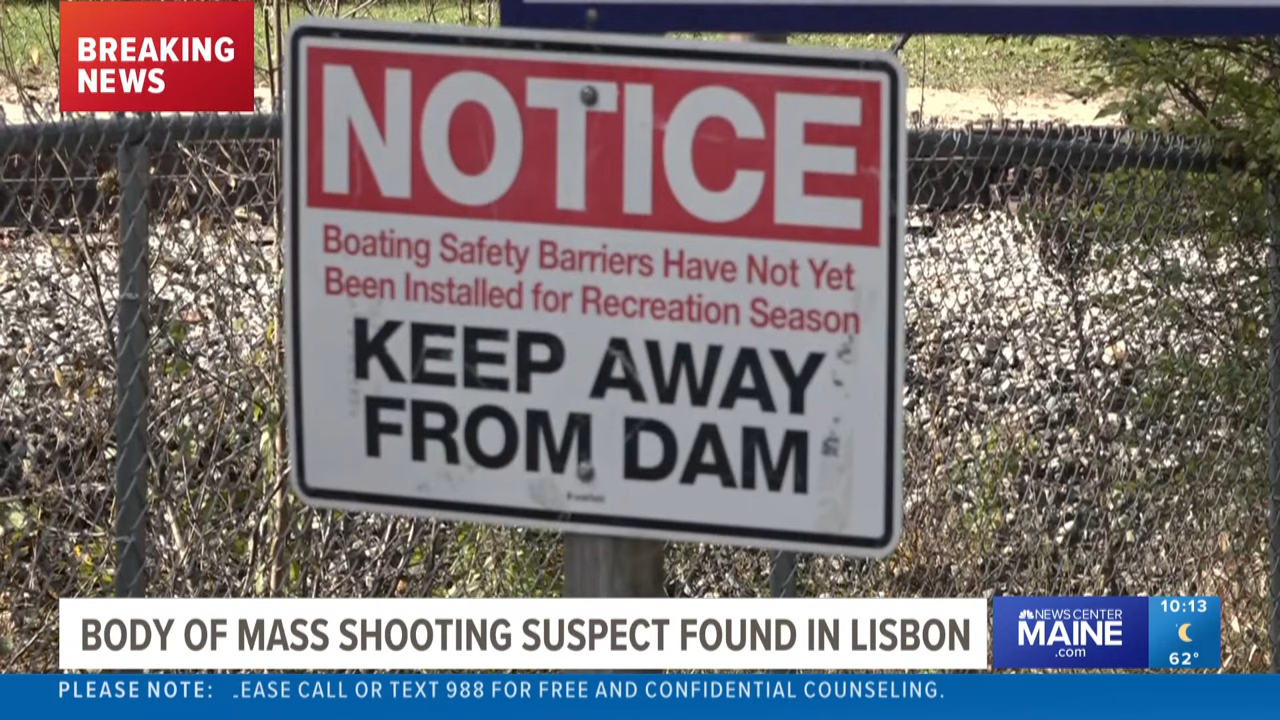 BREAKING
NEWS
NOTICE
Boating Safety Barriers Have Not Yet
Been Installed for Recreation Season
KEEP AWAY
FROM DAM
BODY OF MASS SHOOTING SUSPECT FOUND IN LISBON
NEWS CENTER
MAINE
.com
10:13
62°
PLEASE NOTE: .EASE CALL OR TEXT 988 FOR FREE AND CONFIDENTIAL COUNSELING.